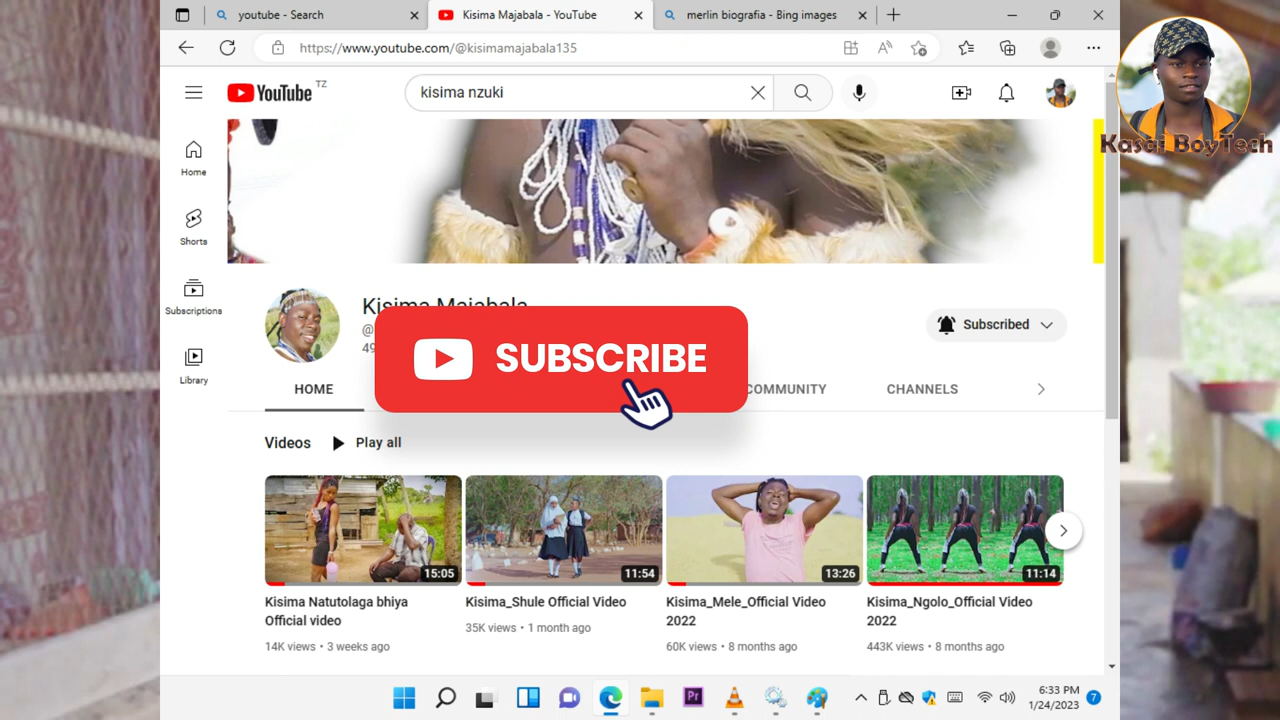 youtube - Search
Kisima Majabala - YouTube
merlin biografia - Bing images
https://www.youtube.com/@kisimamajabala135
YouTube TZ
kisima nzuki
Kasai BoyTech
Home
Shorts
Subscriptions
Library
Kisima Majabala
@
49
Subscribed
SUBSCRIBE
HOME
COMMUNITY
CHANNELS
Videos
Play all
15:05
11:54
13:26
11:14
Kisima Natutolaga bhiya
Official video
14K views • 3 weeks ago
Kisima_Shule Official Video
35K views • 1 month ago
Kisima_Mele_Official Video
2022
60K views • 8 months ago
Kisima_Ngolo_Official Video
2022
443K views • 8 months ago
Pr
6:33 PM
1/24/2023
7